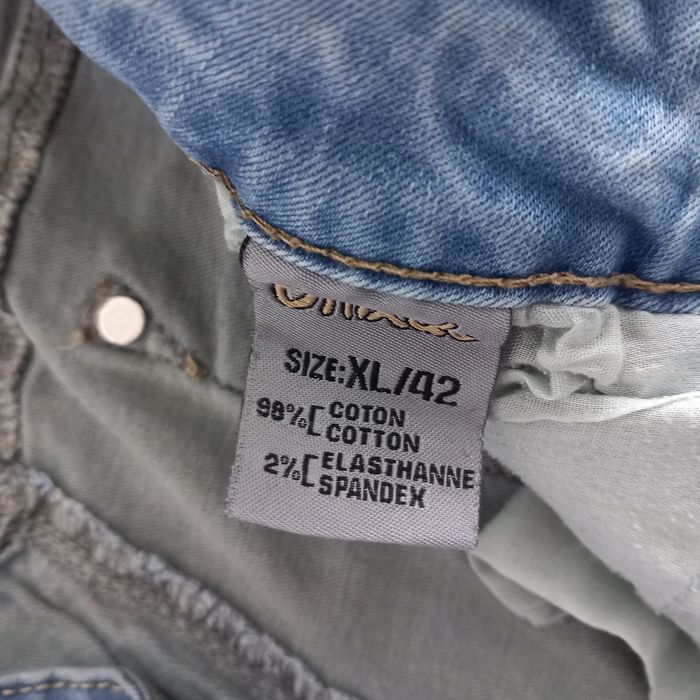 SIZE:XL/42
98%[ COTON
COTTON
2%[ ELASTHANNE
SPANDEX